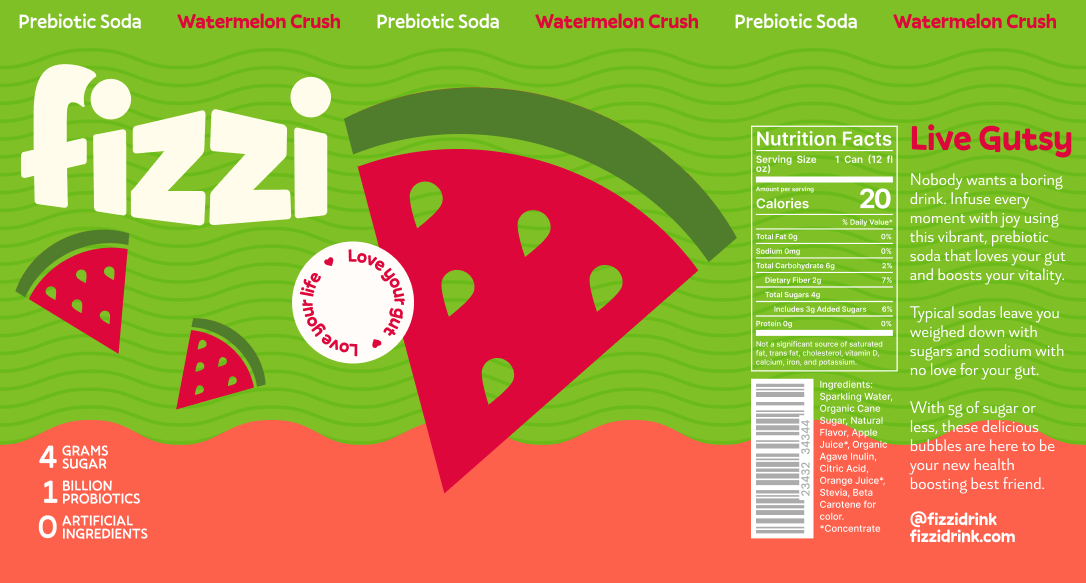 Prebiotic Soda Watermelon Crush Prebiotic Soda Watermelon Crush Prebiotic Soda Watermelon Crush
fizzi
Love your gut
Love your life
4 GRAMS
SUGAR
1 BILLION
PROBIOTICS
0 ARTIFICIAL
INGREDIENTS
Nutrition Facts
Serving Size 1 Can (12 fl
oz)
Amount per serving
Calories 20
% Daily Value*
Total Fat 0g 0%
Sodium 0mg 0%
Total Carbohydrate 6g 2%
Dietary Fiber 2g 7%
Total Sugars 4g
Includes 3g Added Sugars 6%
Protein 0g 0%
Not a significant source of saturated
fat, trans fat, cholesterol, vitamin D,
calcium, iron, and potassium.
23432 34344
Ingredients:
Sparkling Water,
Organic Cane
Sugar, Natural
Flavor, Apple
Juice*, Organic
Agave Inulin,
Citric Acid,
Orange Juice*,
Stevia, Beta
Carotene for
color.
*Concentrate
Live Gutsy
Nobody wants a boring
drink. Infuse every
moment with joy using
this vibrant, prebiotic
soda that loves your gut
and boosts your vitality.
Typical sodas leave you
weighed down with
sugars and sodium with
no love for your gut.
With 5g of sugar or
less, these delicious
bubbles are here to be
your new health
boosting best friend.
@fizzidrink
fizzidrink.com